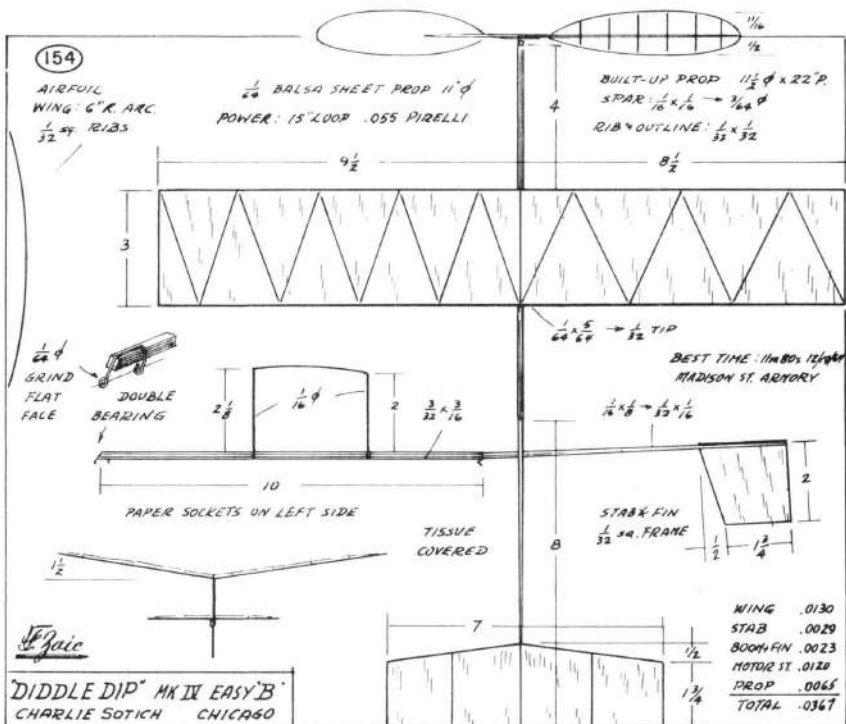 154
11/16
1/2
AIRFOIL
WING: 6"R. ARC.
1/32 sq. RIBS
1/64 BALSA SHEET PROP 11"φ
POWER: 15" LOOP .055 PIRELLI
4
BUILT-UP PROP 11 1/2 φ x 22"P.
SPAR: 1/16 x 1/16 → 3/64 φ
RIB & OUTLINE: 1/32 x 1/32
9 1/2
8 1/2
3
1/64 x 5/64 → 1/32 TIP
BEST TIME: 11m80s
MADISON ST. ARMORY
1/64 φ
GRIND
FLAT
FACE
DOUBLE
BEARING
2 1/8
1/16 φ
2
3/32 x 3/16
1/16 x 1/8 → 1/32 x 1/16
10
PAPER SOCKETS ON LEFT SIDE
2
STAB & FIN
1/32 sq. FRAME
1/2
1 3/4
TISSUE
COVERED
8
1 1/2
7
1/2
1 3/4
WING .0130
STAB .0029
BOOM+FIN .0023
MOTOR ST. .0120
PROP .0065
TOTAL .0367
Zaic
"DIDDLE DIP" MK IV EASY 'B'
CHARLIE SOTICH CHICAGO